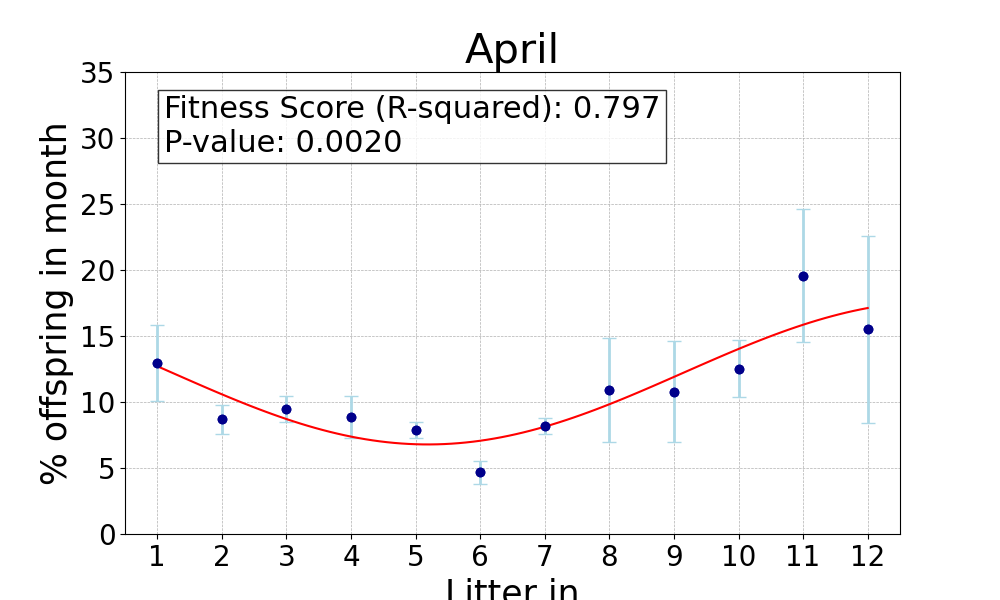 April
Fitness Score (R-squared): 0.797
P-value: 0.0020
% offspring in month
35
30
25
20
15
10
5
0
1 2 3 4 5 6 7 8 9 10 11 12
Litter in